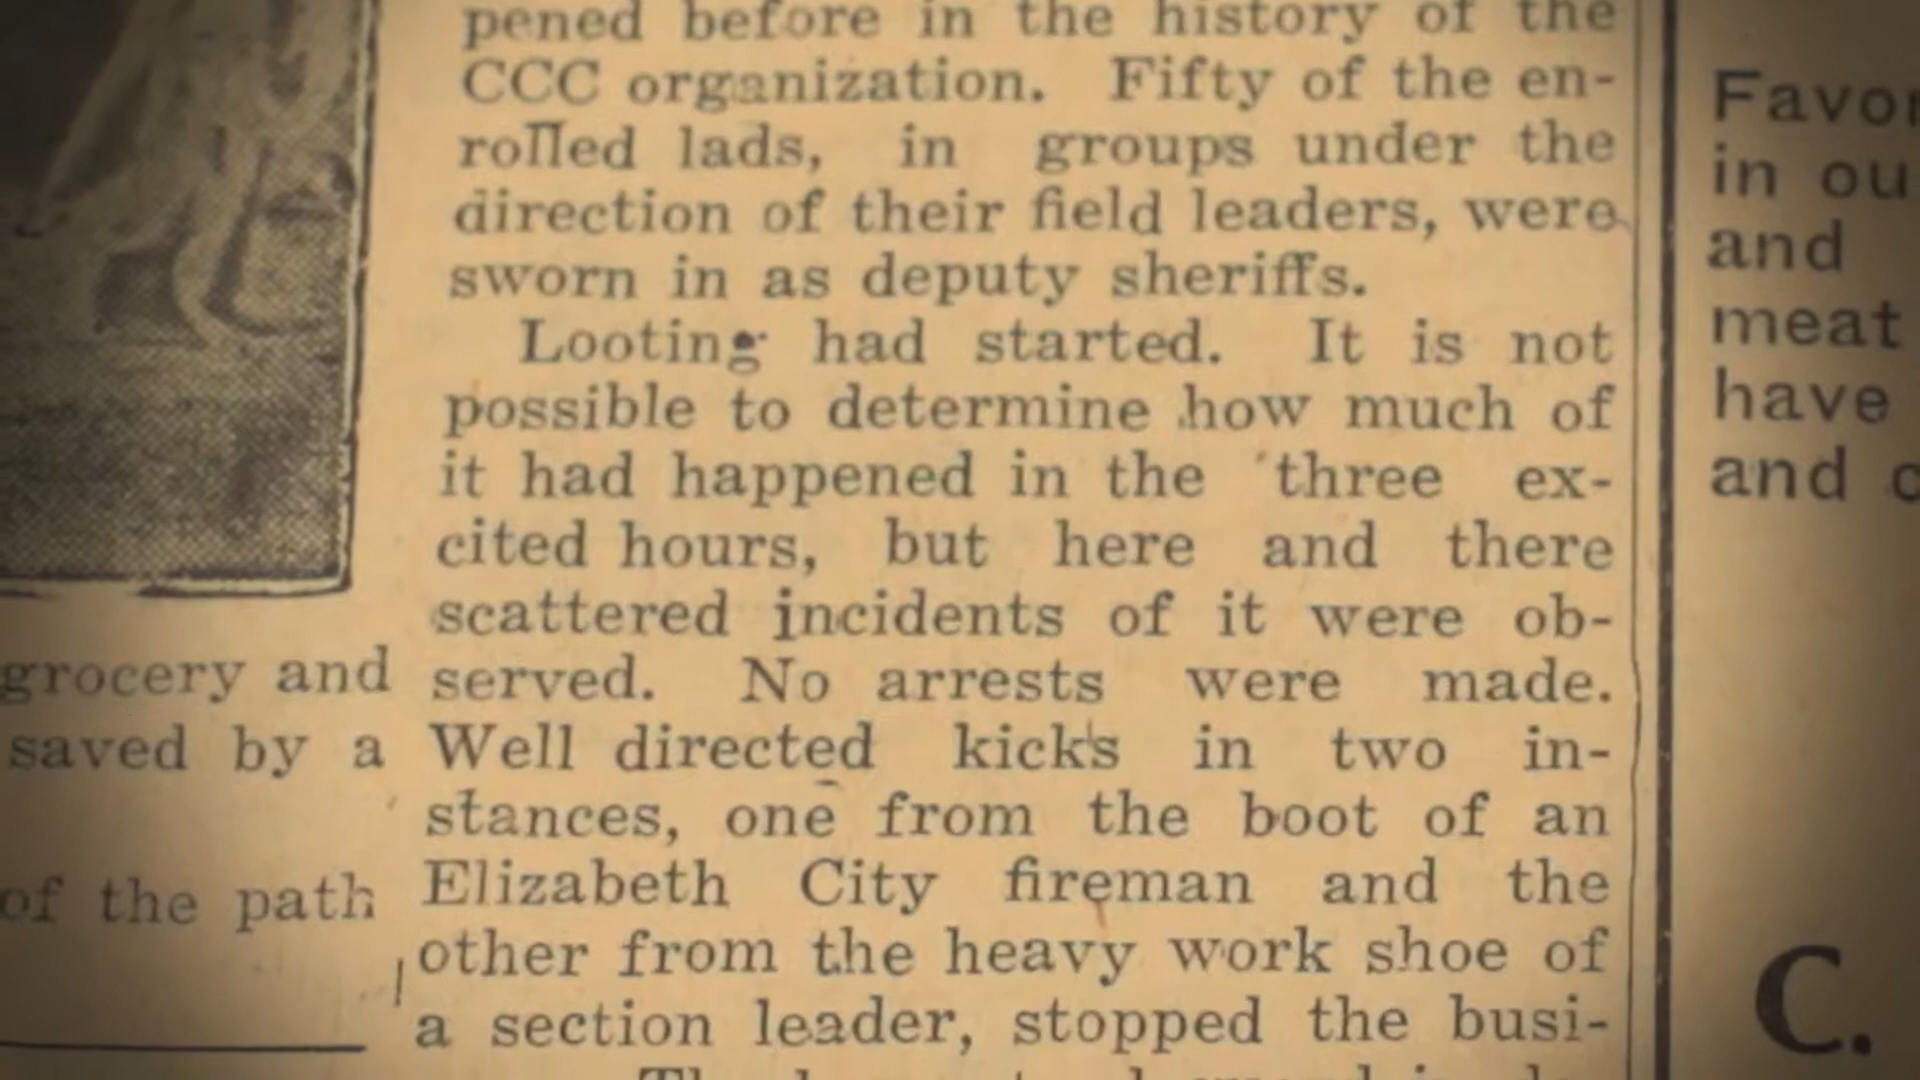 pened before in the history of the
CCC organization. Fifty of the en-
rolled lads, in groups under the
direction of their field leaders, were
sworn in as deputy sheriffs.
Looting had started. It is not
possible to determine how much of
it had happened in the three ex-
cited hours, but here and there
scattered incidents of it were ob-
served. No arrests were made.
Well directed kicks in two in-
stances, one from the boot of an
Elizabeth City fireman and the
other from the heavy work shoe of
a section leader, stopped the busi-
grocery and
saved by a
of the path
Favor
in ou
and
meat
have
and c
C.